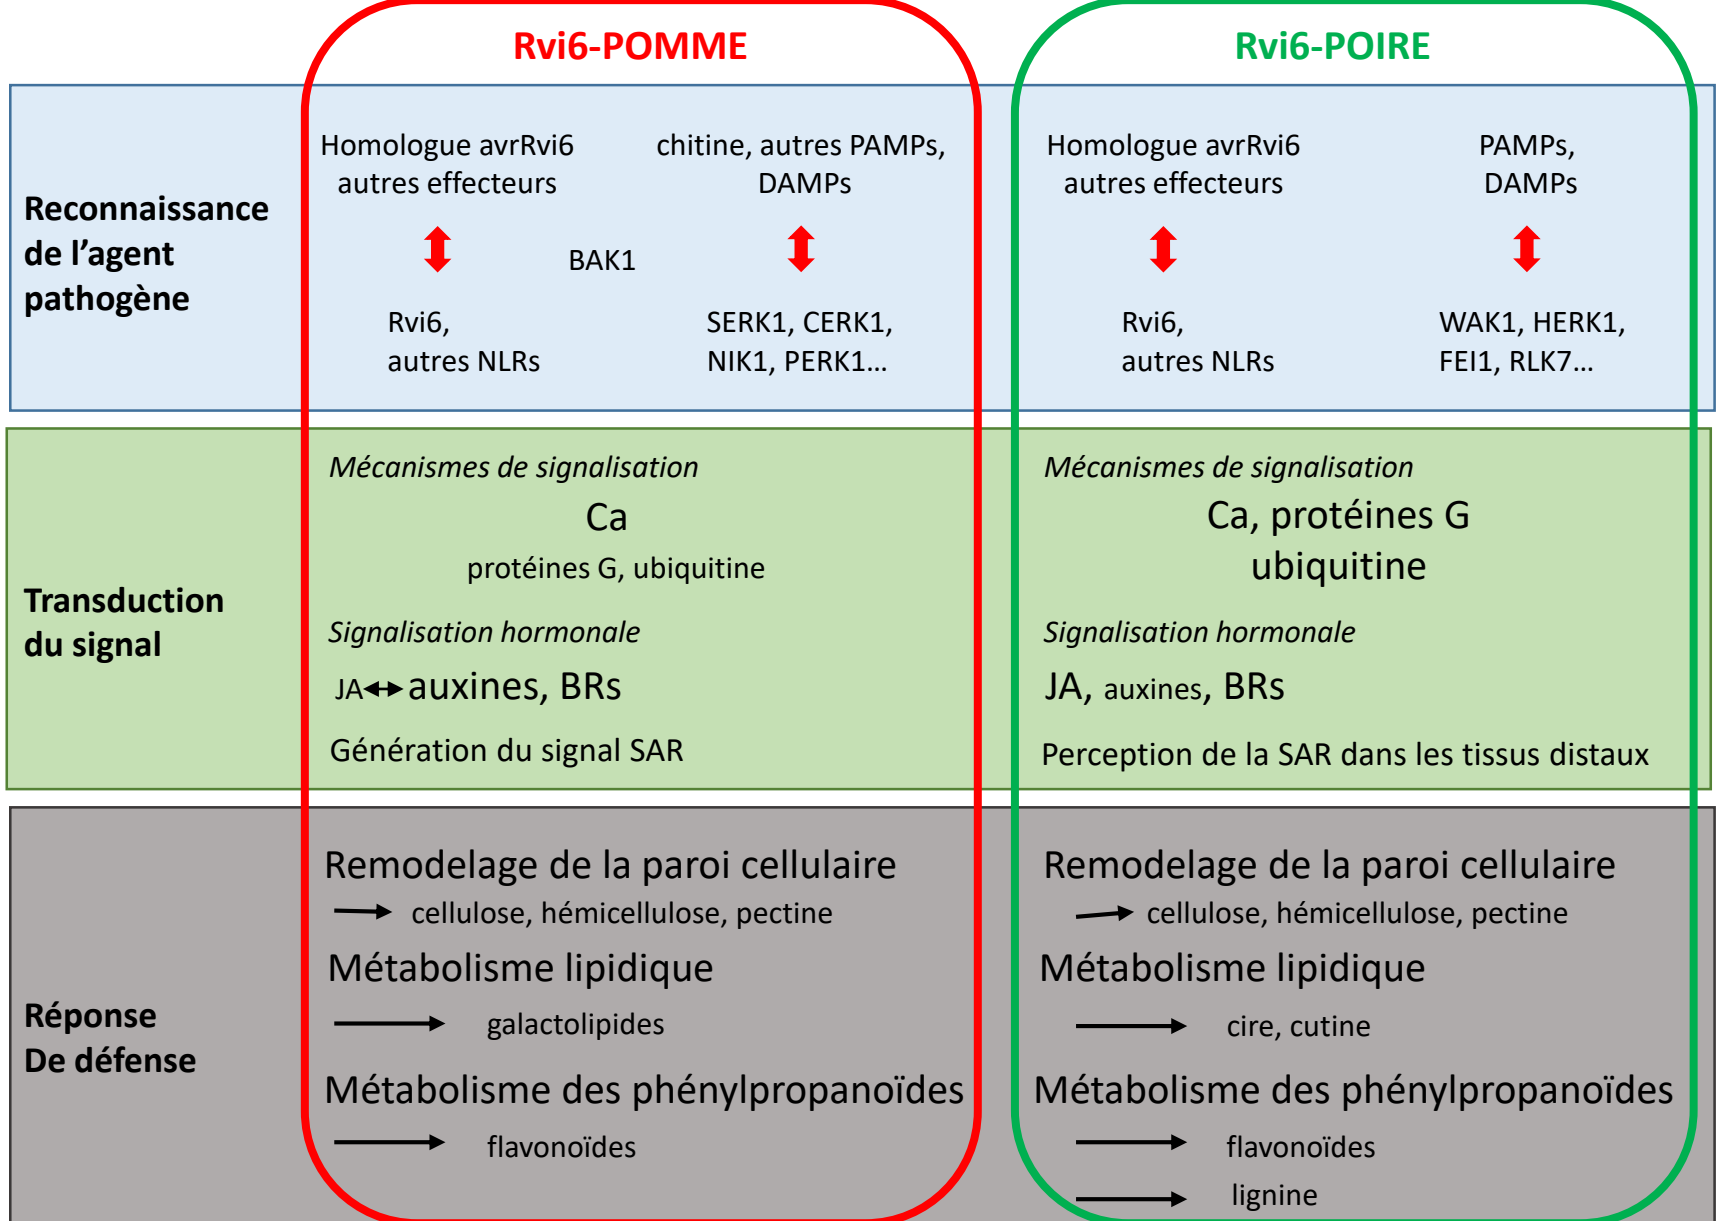 Rvi6-POMME
Rvi6-POIRE
Reconnaissance
de l’agent
pathogène
Homologue avrRvi6
autres effecteurs
chitine, autres PAMPs,
DAMPs
BAK1
Rvi6,
autres NLRs
SERK1, CERK1,
NIK1, PERK1...
Homologue avrRvi6
autres effecteurs
PAMPs,
DAMPs
Rvi6,
autres NLRs
WAK1, HERK1,
FEI1, RLK7...
Transduction
du signal
Mécanismes de signalisation
Ca
protéines G, ubiquitine
Signalisation hormonale
JA auxines, BRs
Génération du signal SAR
Mécanismes de signalisation
Ca, protéines G
ubiquitine
Signalisation hormonale
JA, auxines, BRs
Perception de la SAR dans les tissus distaux
Réponse
De défense
Remodelage de la paroi cellulaire
cellulose, hémicellulose, pectine
Métabolisme lipidique
galactolipides
Métabolisme des phénylpropanoïdes
flavonoïdes
Remodelage de la paroi cellulaire
cellulose, hémicellulose, pectine
Métabolisme lipidique
cire, cutine
Métabolisme des phénylpropanoïdes
flavonoïdes
lignine